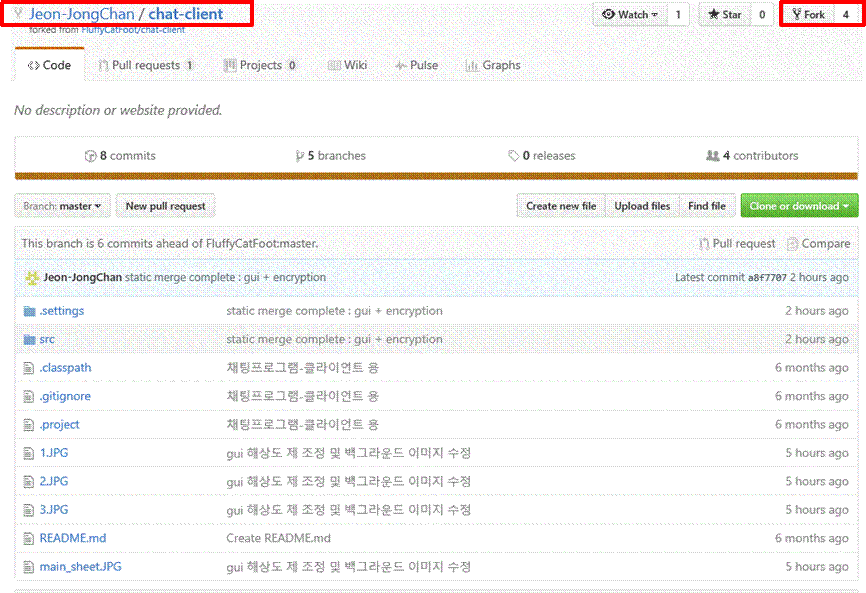 Jeon-JongChan / chat-client Watch 1 Star 0 Fork 4
forked from FluffyCatFoot/chat-client
Code Pull requests 1 Projects 0 Wiki Pulse Graphs
No description or website provided.
8 commits 5 branches 0 releases 4 contributors
Branch: master New pull request Create new file Upload files Find file Clone or download
This branch is 6 commits ahead of FluffyCatFoot:master. Pull request Compare
Jeon-JongChan static merge complete : gui + encryption Latest commit a8f7707 2 hours ago
.settings static merge complete : gui + encryption 2 hours ago
src static merge complete : gui + encryption 2 hours ago
.classpath 채팅프로그램-클라이언트 용 6 months ago
.gitignore 채팅프로그램-클라이언트 용 6 months ago
.project 채팅프로그램-클라이언트 용 6 months ago
1.JPG gui 해상도 제 조정 및 백그라운드 이미지 수정 5 hours ago
2.JPG gui 해상도 제 조정 및 백그라운드 이미지 수정 5 hours ago
3.JPG gui 해상도 제 조정 및 백그라운드 이미지 수정 5 hours ago
README.md Create README.md 6 months ago
main_sheet.JPG gui 해상도 제 조정 및 백그라운드 이미지 수정 5 hours ago